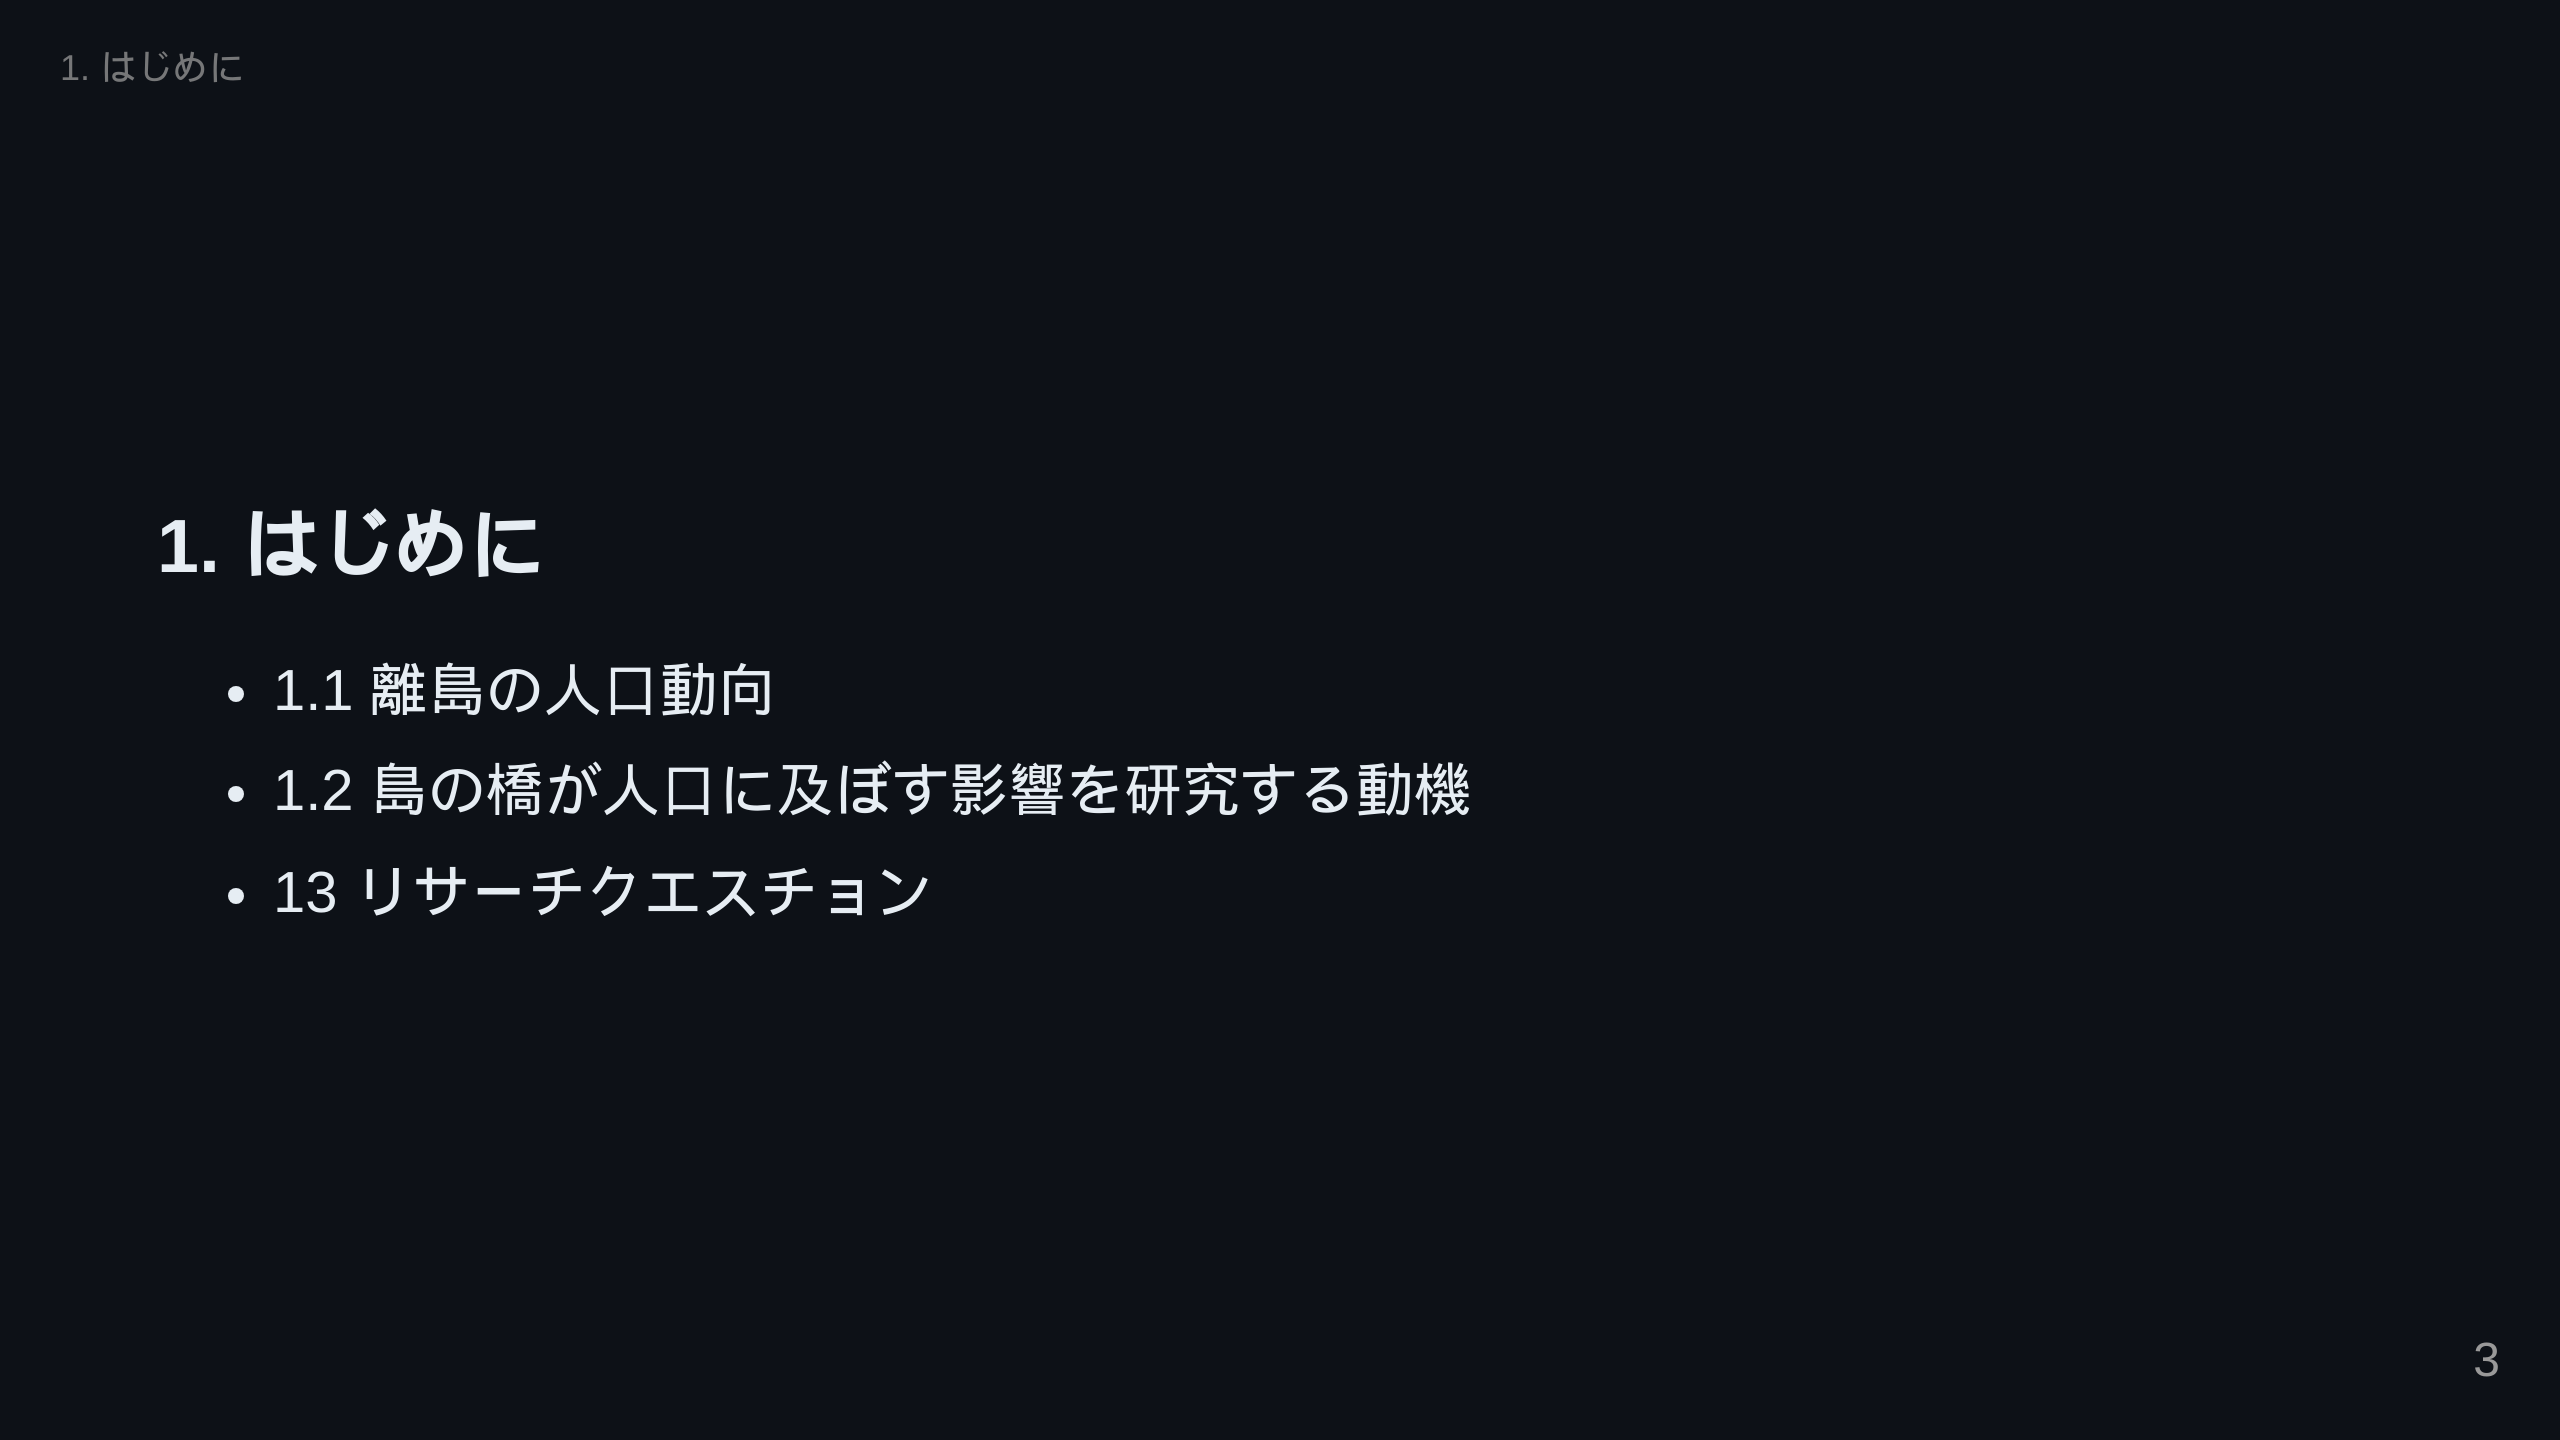 1. はじめに
1. はじめに
• 1.1 離島の人口動向
• 1.2 島の橋が人口に及ぼす影響を研究する動機
• 13 リサーチクエスチョン
3